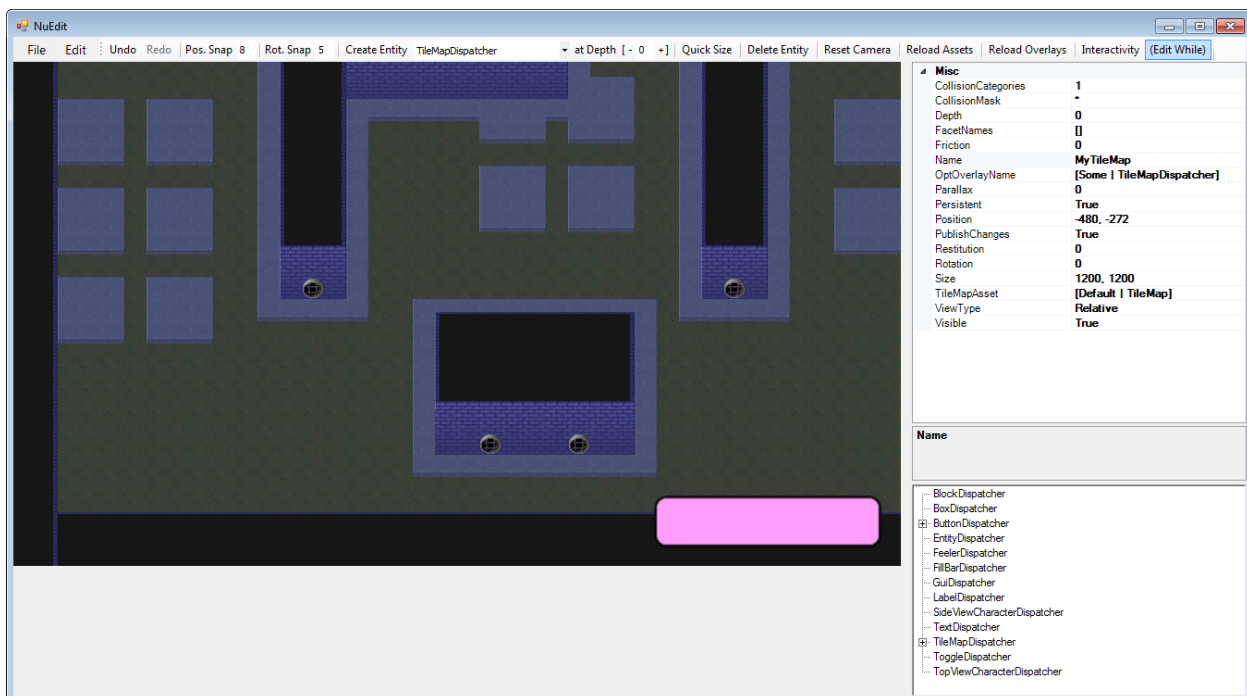 NuEdit
File Edit Undo Redo Pos. Snap 8 Rot. Snap 5 Create Entity TileMapDispatcher at Depth [ - 0 +] Quick Size Delete Entity Reset Camera Reload Assets Reload Overlays Interactivity (Edit While)
Misc
CollisionCategories 1
CollisionMask *
Depth 0
FacetNames []
Friction 0
Name MyTileMap
OptOverlayName [Some | TileMapDispatcher]
Parallax 0
Persistent True
Position -480, -272
PublishChanges True
Restitution 0
Rotation 0
Size 1200, 1200
TileMapAsset [Default | TileMap]
ViewType Relative
Visible True
Name
BlockDispatcher
BoxDispatcher
ButtonDispatcher
EntityDispatcher
FeelerDispatcher
FillBarDispatcher
GuiDispatcher
LabelDispatcher
SideViewCharacterDispatcher
TextDispatcher
TileMapDispatcher
ToggleDispatcher
TopViewCharacterDispatcher